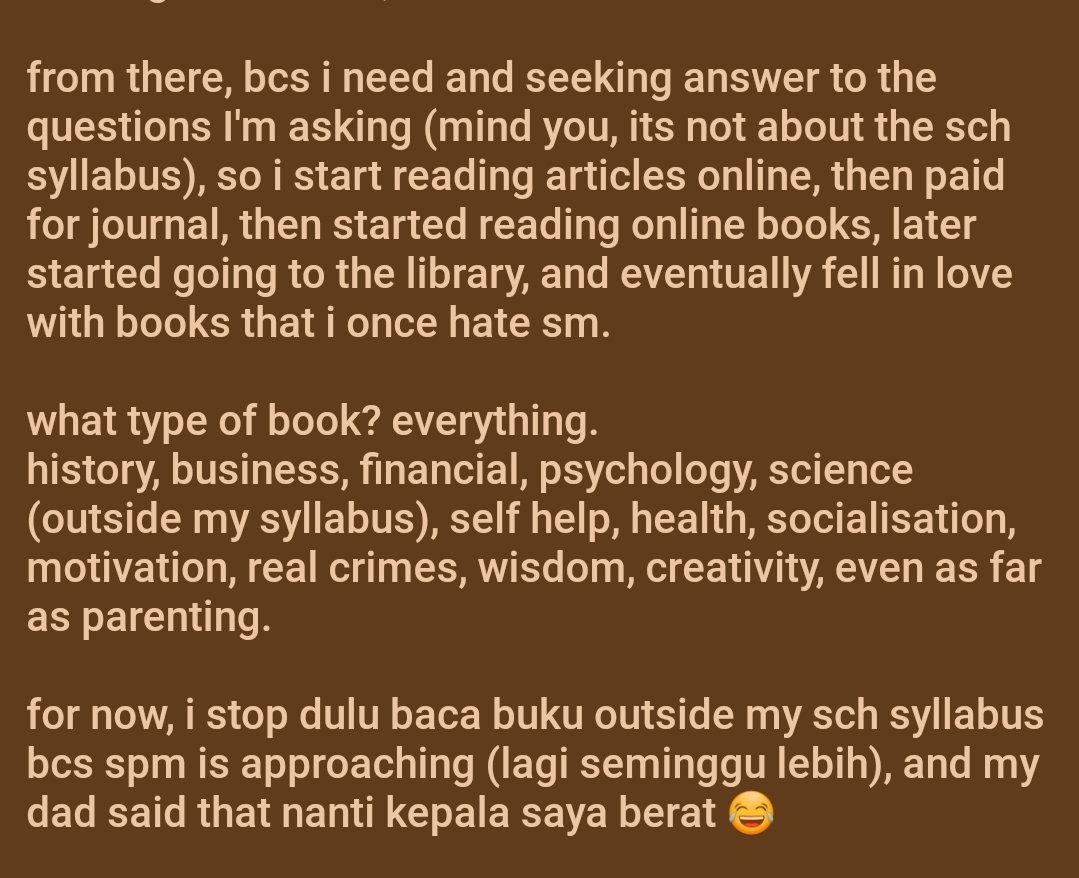 from there, bcs i need and seeking answer to the
questions I'm asking (mind you, its not about the sch
syllabus), so i start reading articles online, then paid
for journal, then started reading online books, later
started going to the library, and eventually fell in love
with books that i once hate sm.
what type of book? everything.
history, business, financial, psychology, science
(outside my syllabus), self help, health, socialisation,
motivation, real crimes, wisdom, creativity, even as far
as parenting.
for now, i stop dulu baca buku outside my sch syllabus
bcs spm is approaching (lagi seminggu lebih), and my
dad said that nanti kepala saya berat 😂